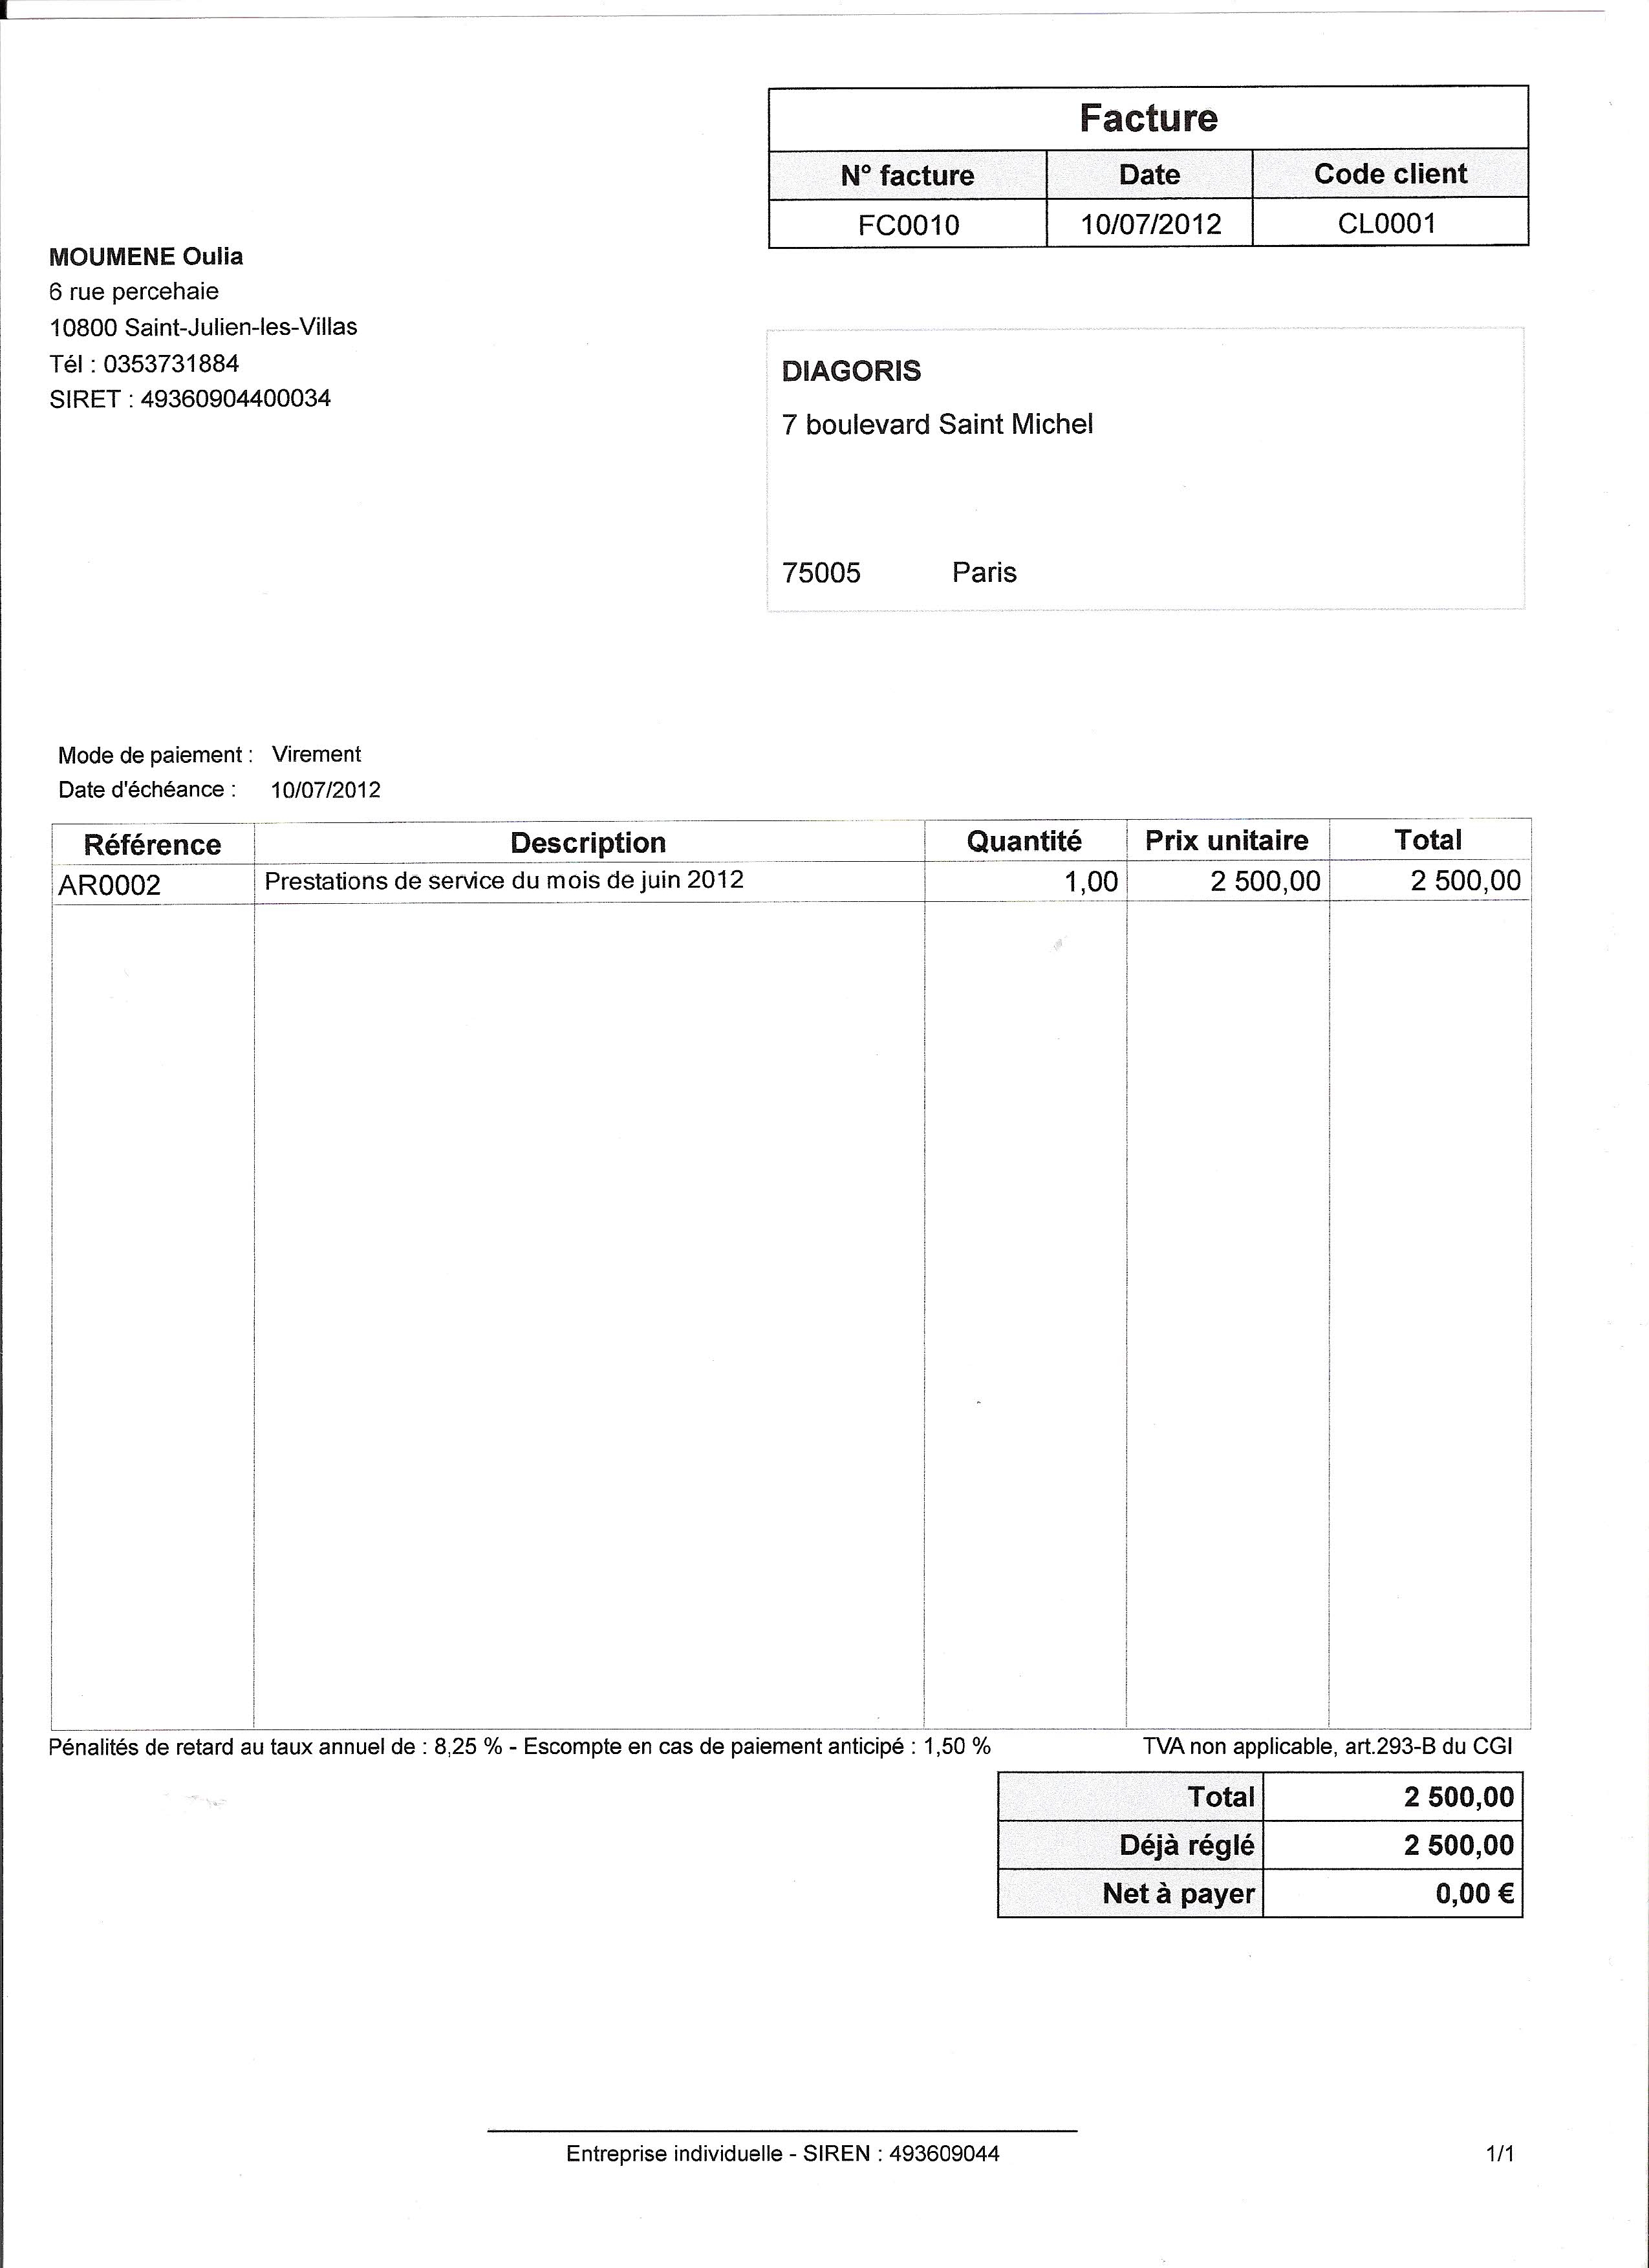 Facture
N° facture Date Code client
FC0010 10/07/2012 CL0001
MOUMENE Oulia
6 rue percehaie
10800 Saint-Julien-les-Villas
Tél : 0353731884
SIRET : 49360904400034
DIAGORIS
7 boulevard Saint Michel
75005 Paris
Mode de paiement : Virement
Date d'échéance : 10/07/2012
Référence Description Quantité Prix unitaire Total
AR0002 Prestations de service du mois de juin 2012 1,00 2 500,00 2 500,00
Pénalités de retard au taux annuel de : 8,25 % - Escompte en cas de paiement anticipé : 1,50 % TVA non applicable, art.293-B du CGI
Total 2 500,00
Déjà réglé 2 500,00
Net à payer 0,00 €
Entreprise individuelle - SIREN : 493609044 1/1